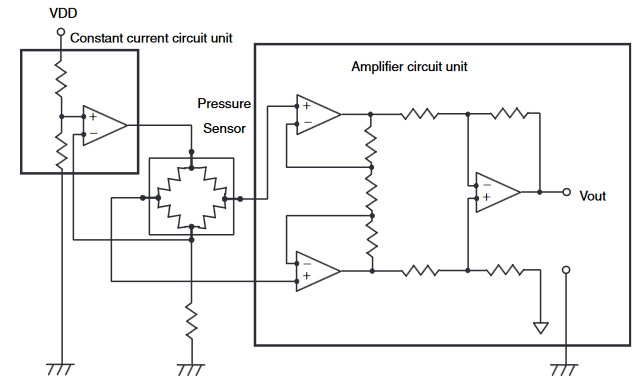 VDD
Constant current circuit unit
Amplifier circuit unit
Pressure
Sensor
+
−
+
−
−
+
−
+
Vout